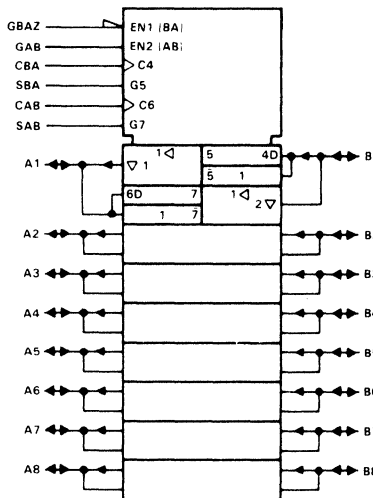 GBAZ EN1 (BA)
GAB EN2 (AB)
CBA C4
SBA G5
CAB C6
SAB G7
A1 1 1 5 4D B
5 1
6D 7 1
1 7 2
A2 B
A3 B
A4 B
A5 B
A6 B
A7 B
A8 B8